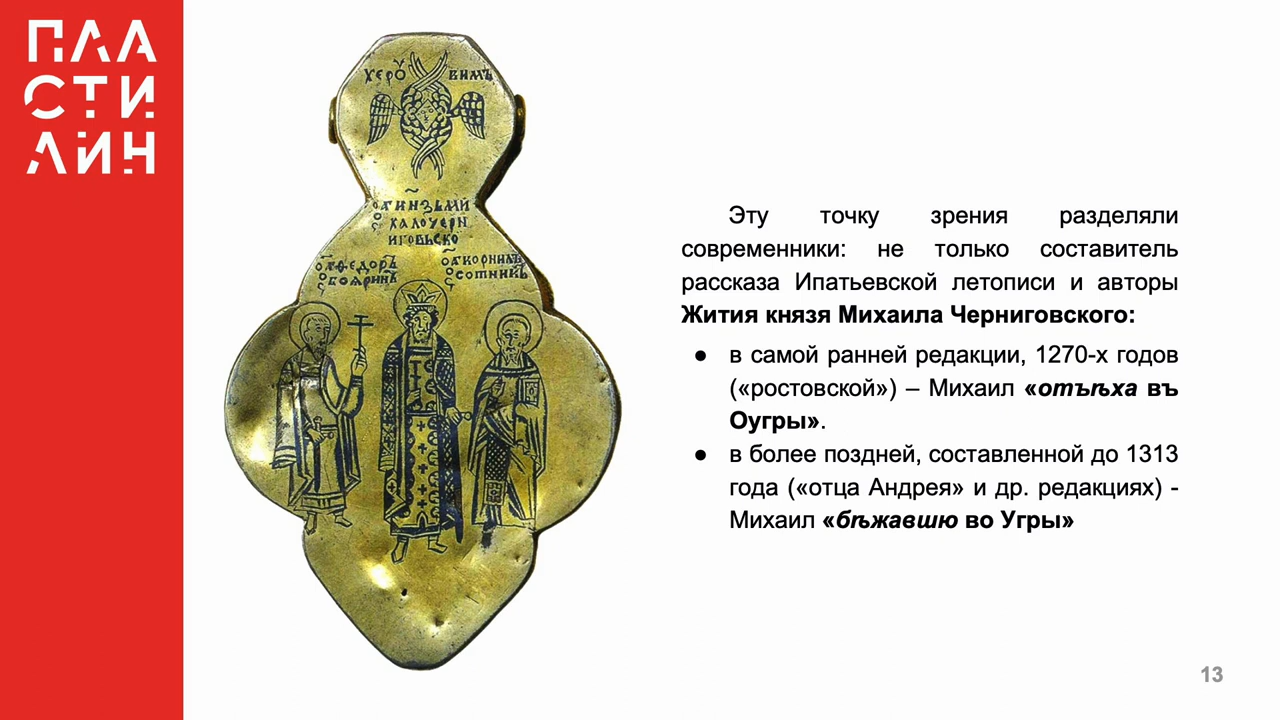 ПЛА
СТИ
ЛИН
ХЕРО ВИМЪ
Эту точку зрения разделяли
современники: не только составитель
рассказа Ипатьевской летописи и авторы
Жития князя Михаила Черниговского:
● в самой ранней редакции, 1270-х годов
(«ростовской») – Михаил «отъѣха въ
Оугры».
● в более поздней, составленной до 1313
года («отца Андрея» и др. редакциях) -
Михаил «бѣжавшю во Угры»
13